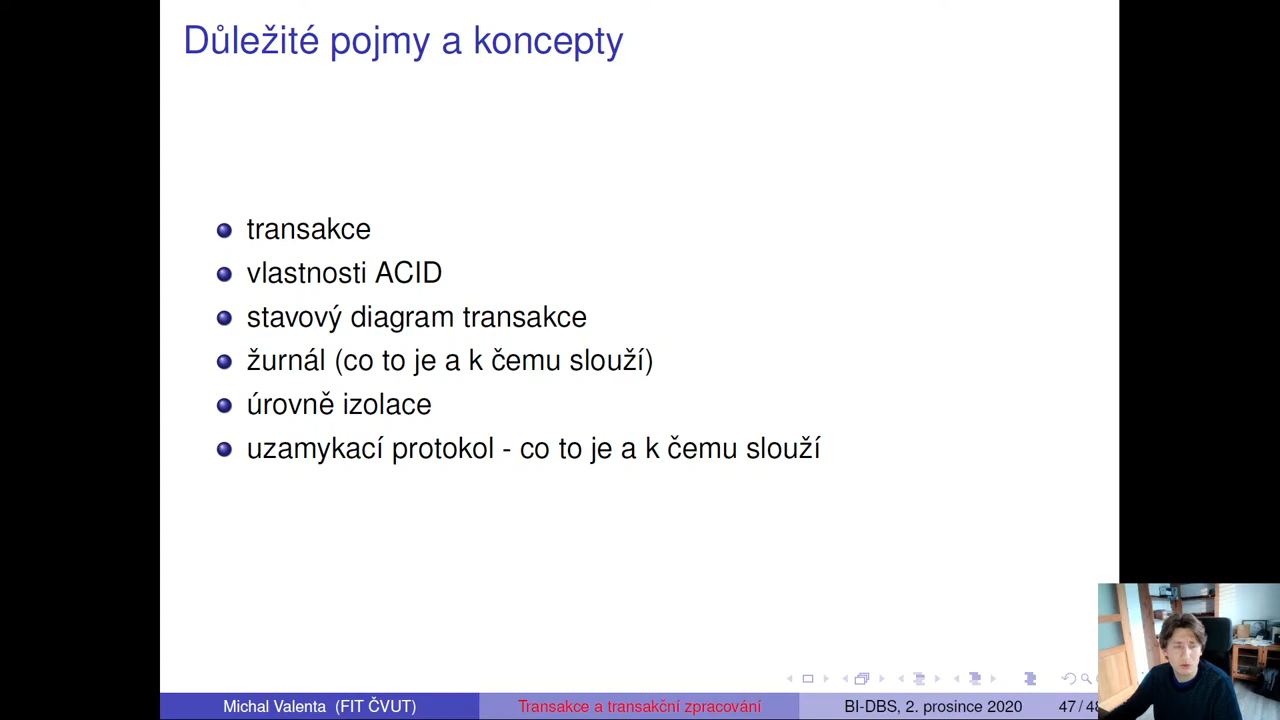 Důležité pojmy a koncepty
transakce
vlastnosti ACID
stavový diagram transakce
žurnál (co to je a k čemu slouží)
úrovně izolace
uzamykací protokol - co to je a k čemu slouží
Michal Valenta (FIT ČVUT) Transakce a transakční zpracování BI-DBS, 2. prosince 2020 47 / 48